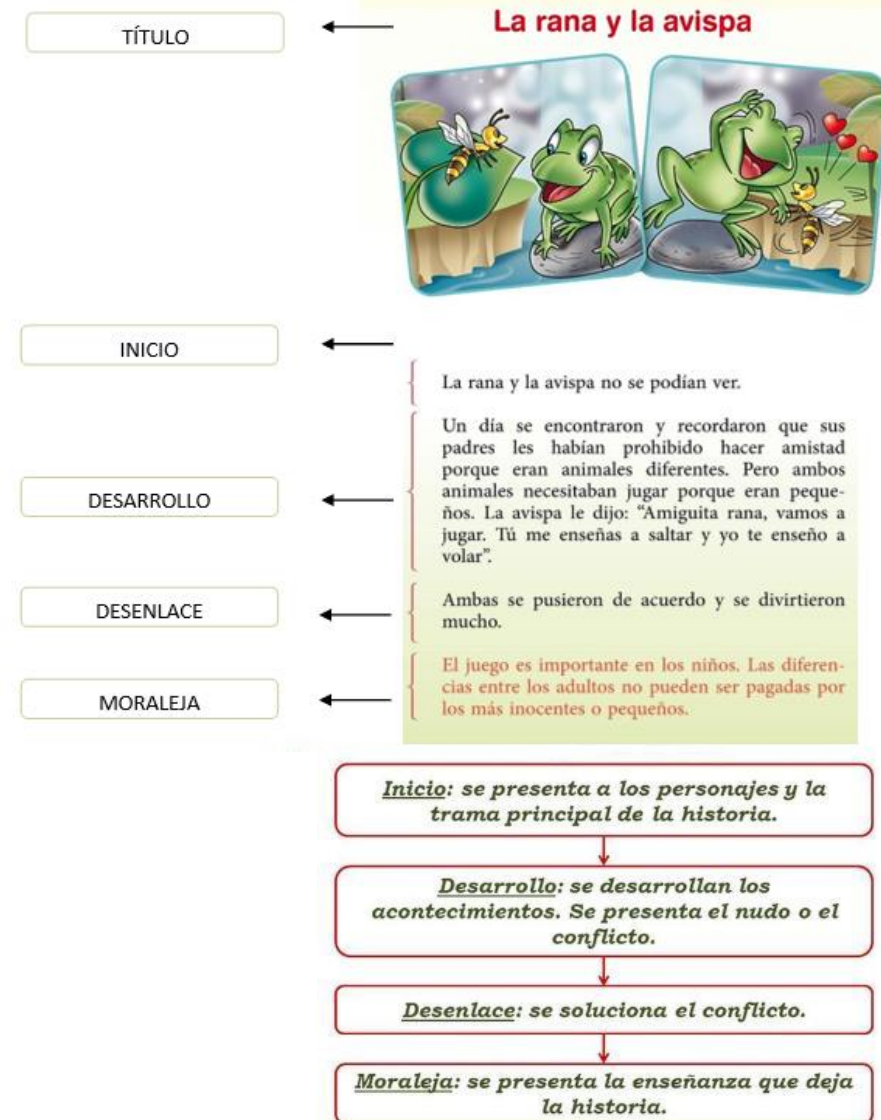 TÍTULO
La rana y la avispa
INICIO
La rana y la avispa no se podían ver.
DESARROLLO
Un día se encontraron y recordaron que sus
padres les habían prohibido hacer amistad
porque eran animales diferentes. Pero ambos
animales necesitaban jugar porque eran peque-
ños. La avispa le dijo: “Amiguita rana, vamos a
jugar. Tú me enseñas a saltar y yo te enseño a
volar”.
DESENLACE
Ambas se pusieron de acuerdo y se divirtieron
mucho.
MORALEJA
El juego es importante en los niños. Las diferen-
cias entre los adultos no pueden ser pagadas por
los más inocentes o pequeños.
Inicio: se presenta a los personajes y la
trama principal de la historia.
Desarrollo: se desarrollan los
acontecimientos. Se presenta el nudo o el
conflicto.
Desenlace: se soluciona el conflicto.
Moraleja: se presenta la enseñanza que deja
la historia.